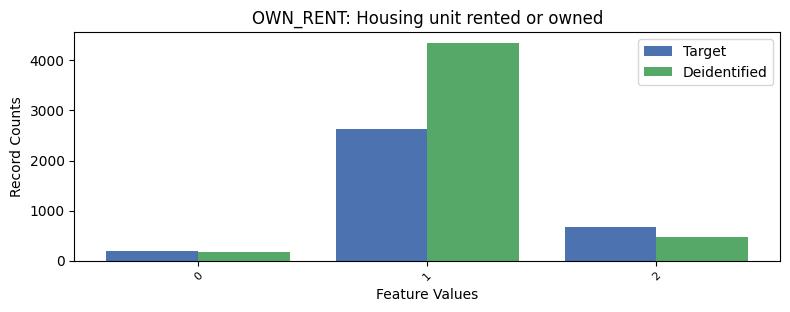 OWN_RENT: Housing unit rented or owned
Target
Deidentified
Record Counts
4000
3000
2000
1000
0
0
1
2
Feature Values